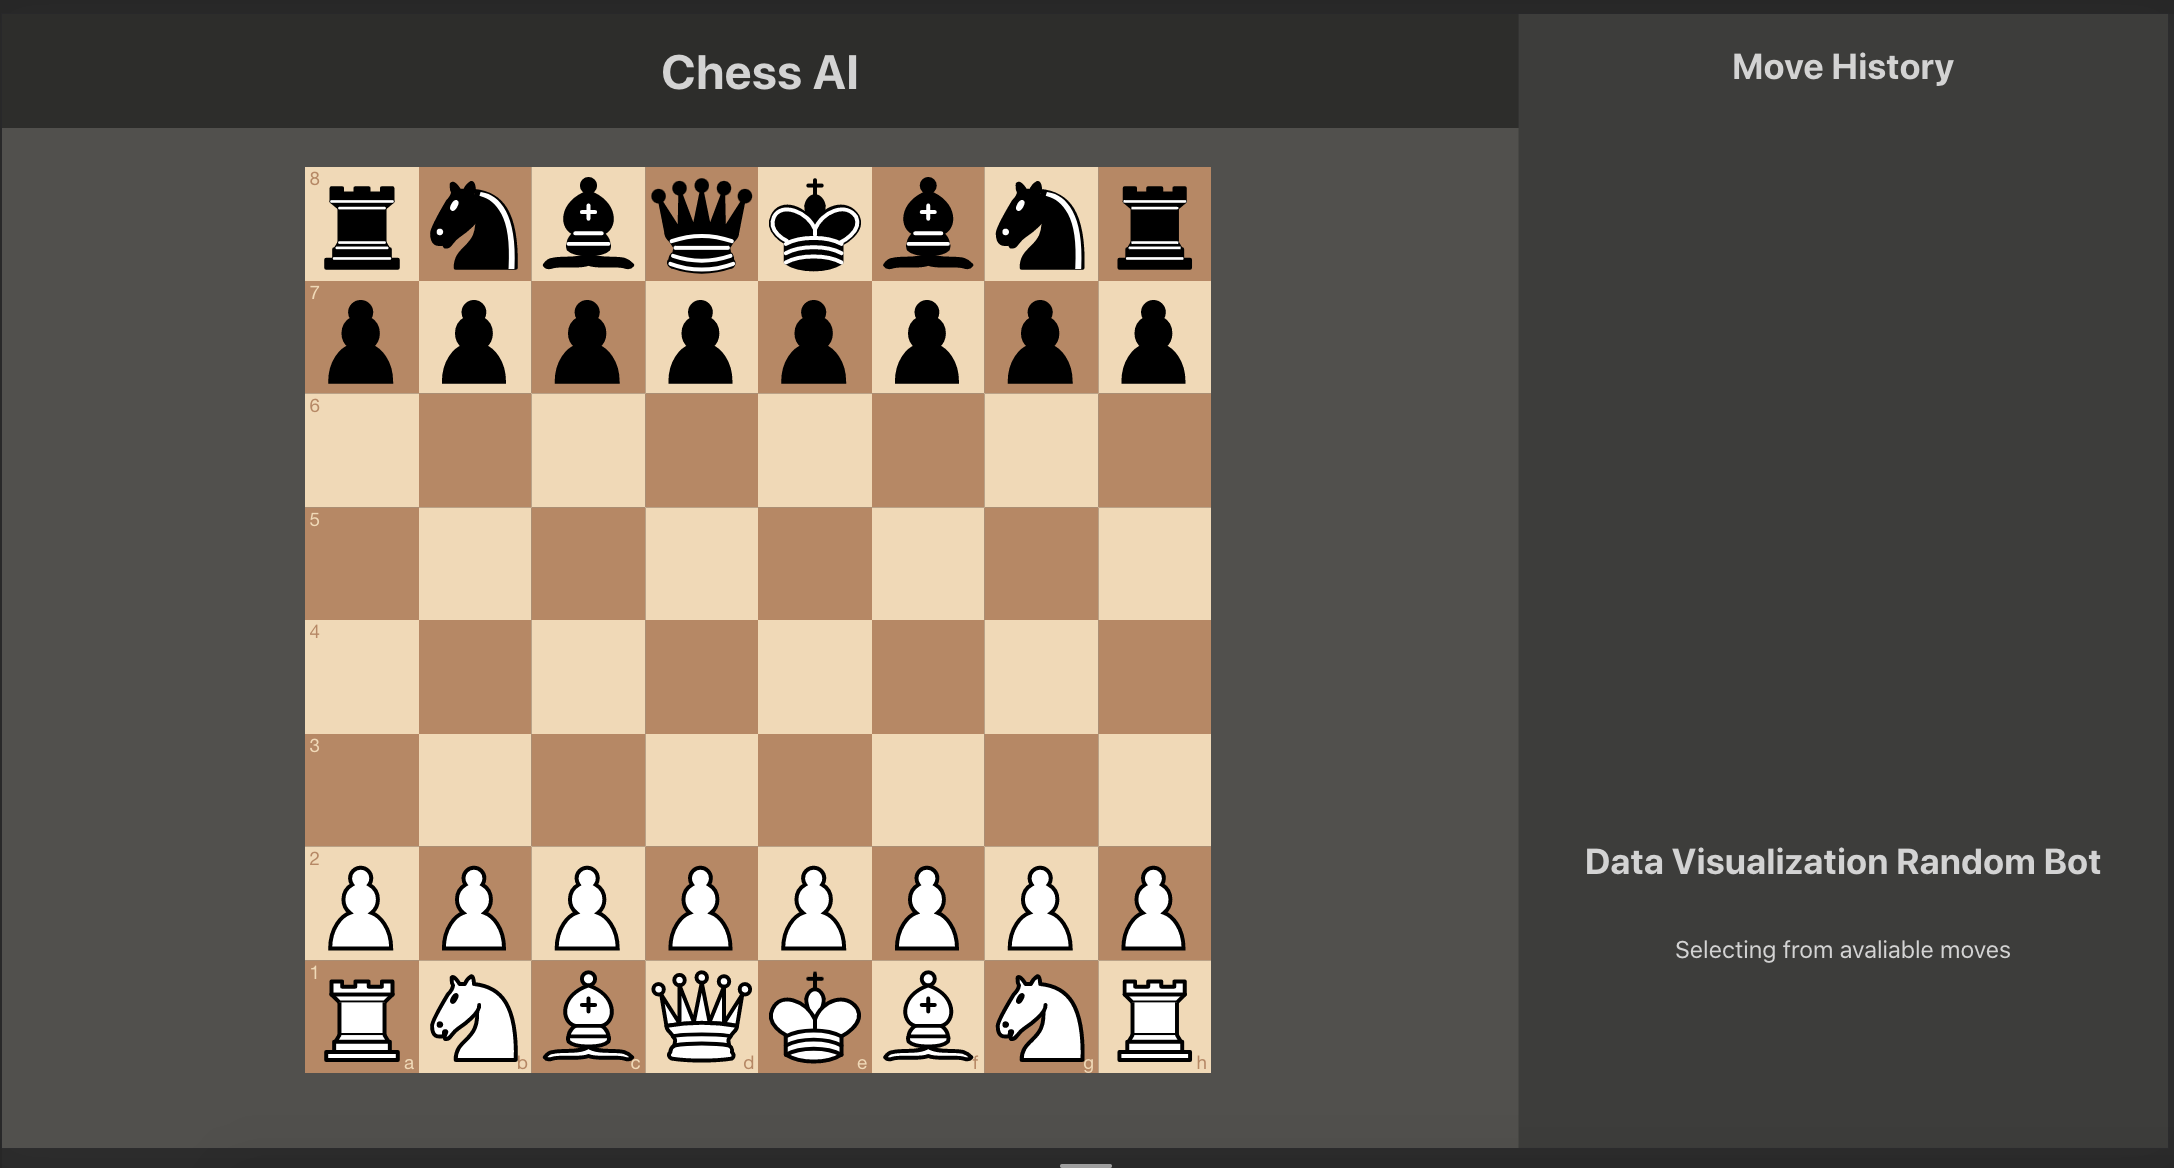 Chess AI
8
7
6
5
4
3
2
1
a b c d e f g h
Move History
Data Visualization Random Bot
Selecting from avaliable moves